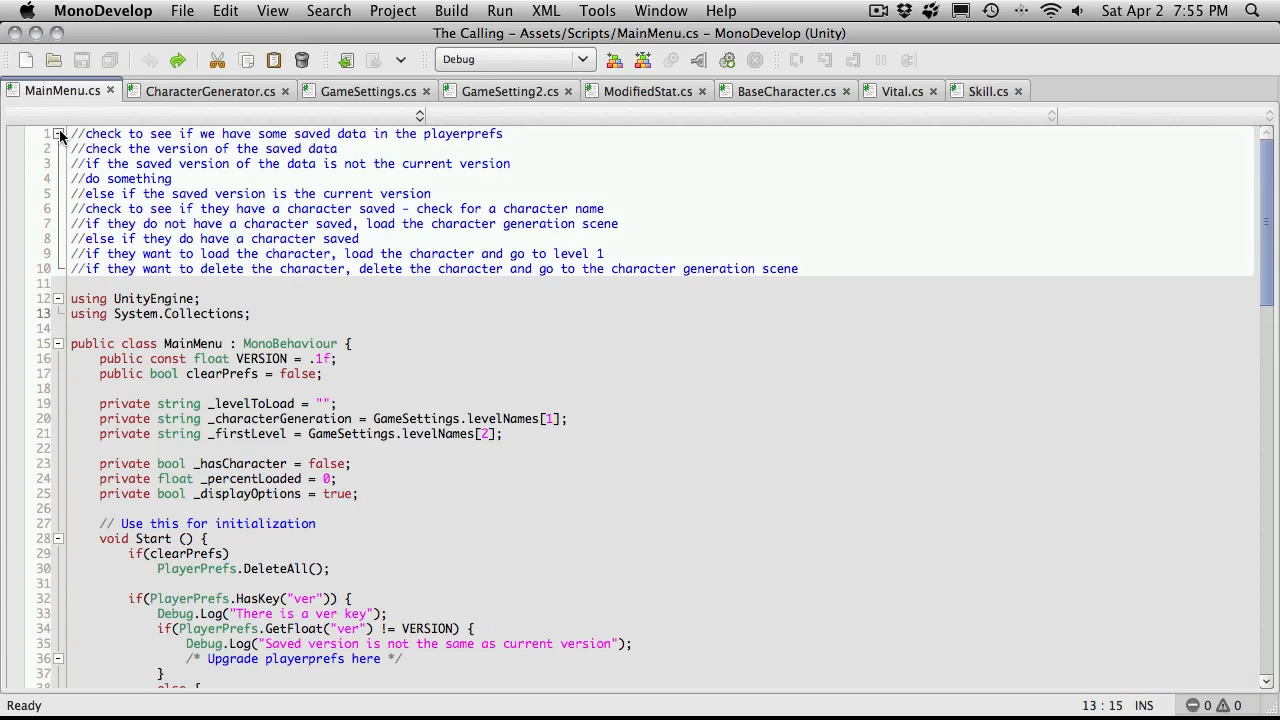 MonoDevelop File Edit View Search Project Build Run XML Tools Window Help Sat Apr 2 7:55 PM
The Calling - Assets/Scripts/MainMenu.cs - MonoDevelop (Unity)
Debug
MainMenu.cs CharacterGenerator.cs GameSettings.cs GameSetting2.cs ModifiedStat.cs BaseCharacter.cs Vital.cs Skill.cs
1 //check to see if we have some saved data in the playerprefs
2 //check the version of the saved data
3 //if the saved version of the data is not the current version
4 //do something
5 //else if the saved version is the current version
6 //check to see if they have a character saved - check for a character name
7 //if they do not have a character saved, load the character generation scene
8 //else if they do have a character saved
9 //if they want to load the character, load the character and go to level 1
10 //if they want to delete the character, delete the character and go to the character generation scene
11
12 using UnityEngine;
13 using System.Collections;
14
15 public class MainMenu : MonoBehaviour {
16 public const float VERSION = .1f;
17 public bool clearPrefs = false;
18
19 private string _levelToLoad = "";
20 private string _characterGeneration = GameSettings.levelNames[1];
21 private string _firstLevel = GameSettings.levelNames[2];
22
23 private bool _hasCharacter = false;
24 private float _percentLoaded = 0;
25 private bool _displayOptions = true;
26
27 // Use this for initialization
28 void Start () {
29 if(clearPrefs)
30 PlayerPrefs.DeleteAll();
31
32 if(PlayerPrefs.HasKey("ver")) {
33 Debug.Log("There is a ver key");
34 if(PlayerPrefs.GetFloat("ver") != VERSION) {
35 Debug.Log("Saved version is not the same as current version");
36 /* Upgrade playerprefs here */
37 }
38 else {
Ready 13 : 15 INS 0 0